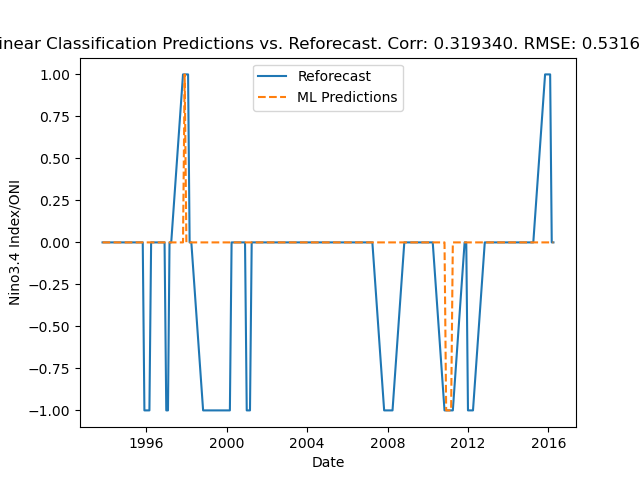 inear Classification Predictions vs. Reforecast. Corr: 0.319340. RMSE: 0.5316
Reforecast
ML Predictions
1.00
0.75
0.50
0.25
0.00
−0.25
−0.50
−0.75
−1.00
Nino3.4 Index/ONI
1996 2000 2004 2008 2012 2016
Date